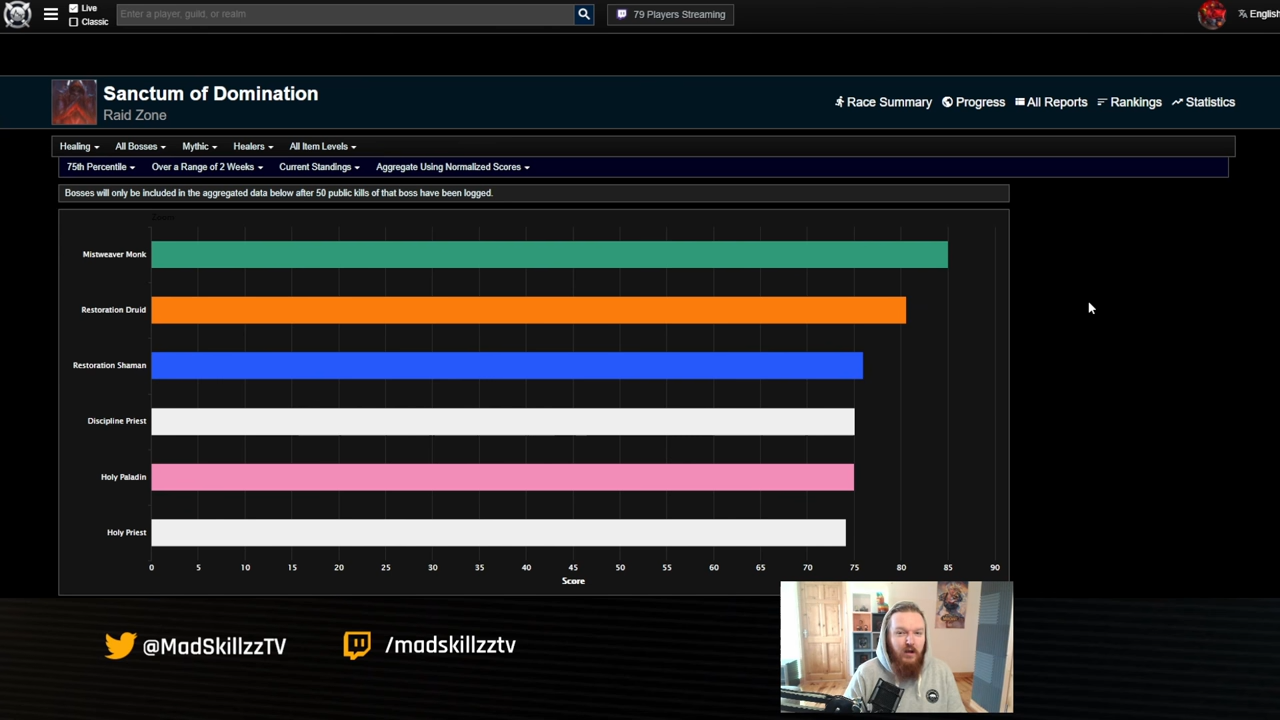 Live
Classic
Enter a player, guild, or realm
79 Players Streaming
English
Sanctum of Domination
Raid Zone
Race Summary
Progress
All Reports
Rankings
Statistics
Healing
All Bosses
Mythic
Healers
All Item Levels
75th Percentile
Over a Range of 2 Weeks
Current Standings
Aggregate Using Normalized Scores
Bosses will only be included in the aggregated data below after 50 public kills of that boss have been logged.
Zoom
Mistweaver Monk
Restoration Druid
Restoration Shaman
Discipline Priest
Holy Paladin
Holy Priest
0 5 10 15 20 25 30 35 40 45 50 55 60 65 70 75 80 85 90
Score
@MadSkillzzTV
/madskillzztv